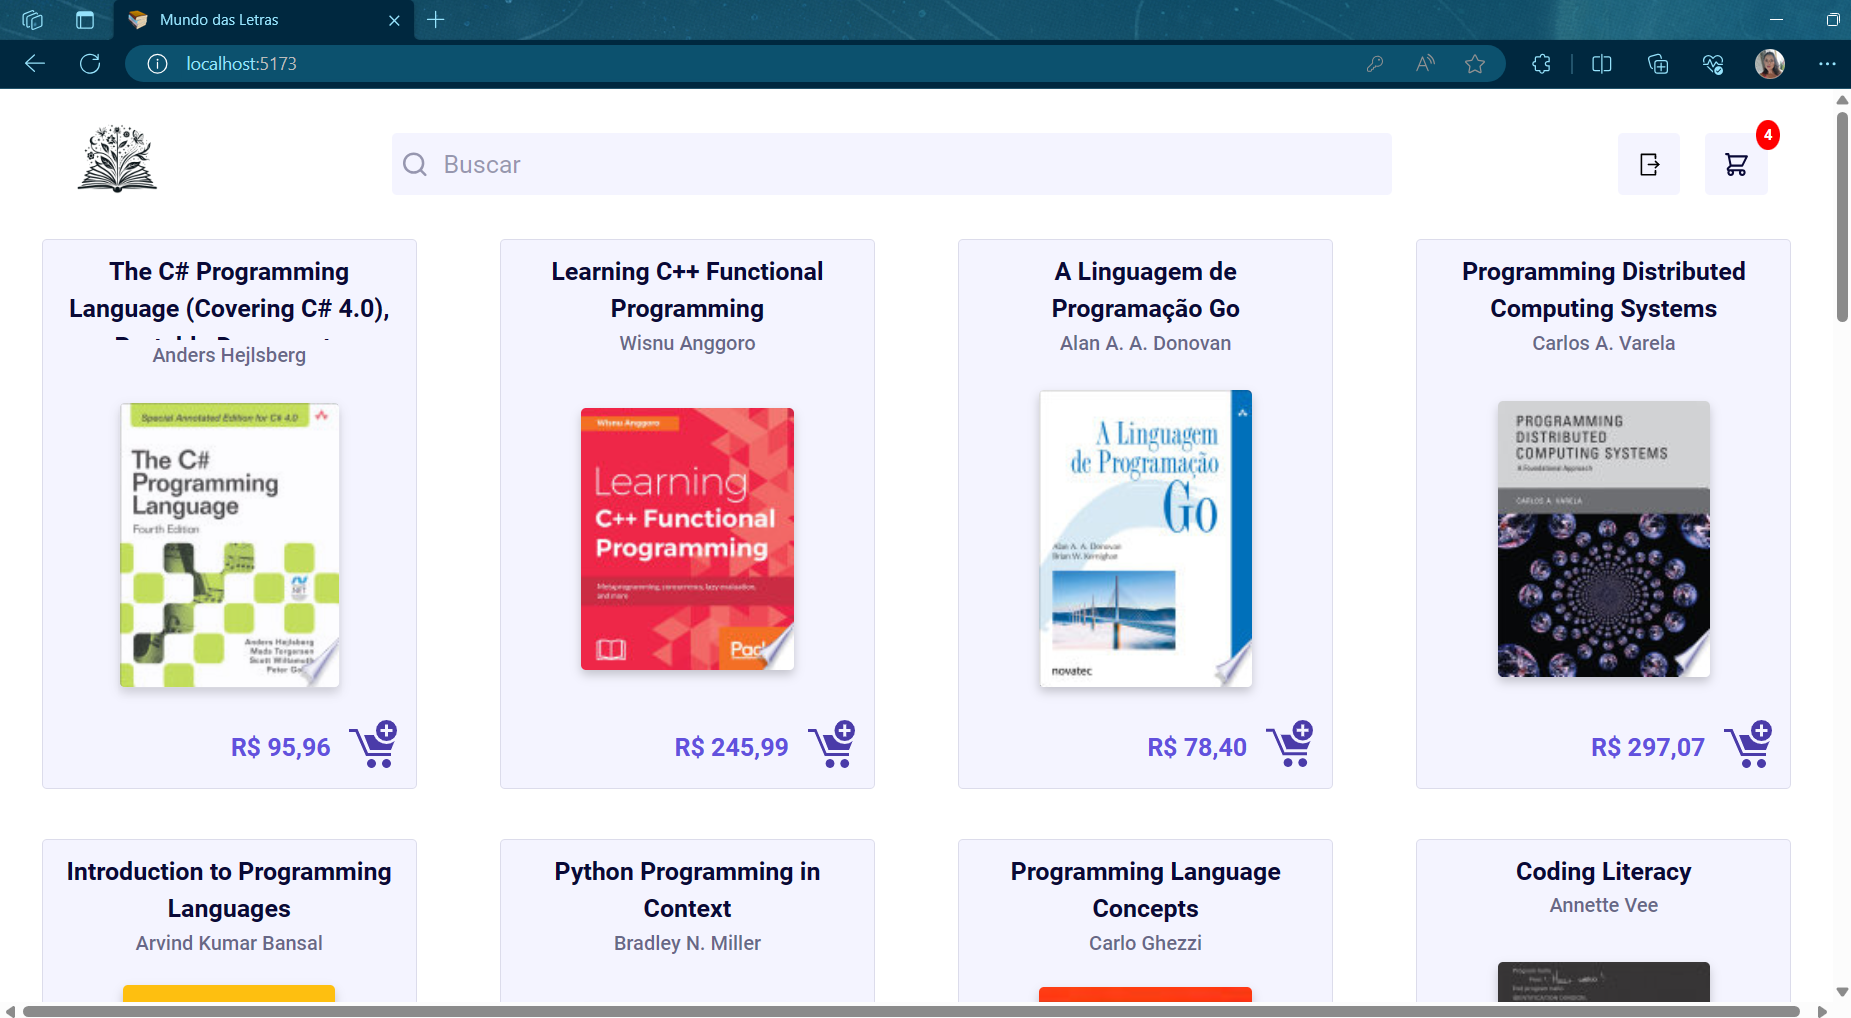 Mundo das Letras
localhost:5173
Buscar
4
The C# Programming
Language (Covering C# 4.0),
Anders Hejlsberg
Special Annotated Edition for C# 4.0
The C#
Programming
Language
Fourth Edition
.NET
Anders Hejlsberg
Mads Torgersen
Scott Wiltamuth
Peter
R$ 95,96
Learning C++ Functional
Programming
Wisnu Anggoro
Wisnu Anggoro
Learning
C++ Functional
Programming
Metaprogramming, concurrency, lazy evaluation,
and more
R$ 245,99
A Linguagem de
Programação Go
Alan A. A. Donovan
A Linguagem
de Programação
Go
Alan A. A. Donovan
Brian W. Kernighan
novatec
R$ 78,40
Programming Distributed
Computing Systems
Carlos A. Varela
PROGRAMMING
DISTRIBUTED
COMPUTING SYSTEMS
A Foundational Approach
CARLOS A. VARELA
R$ 297,07
Introduction to Programming
Languages
Arvind Kumar Bansal
Python Programming in
Context
Bradley N. Miller
Programming Language
Concepts
Carlo Ghezzi
Coding Literacy
Annette Vee